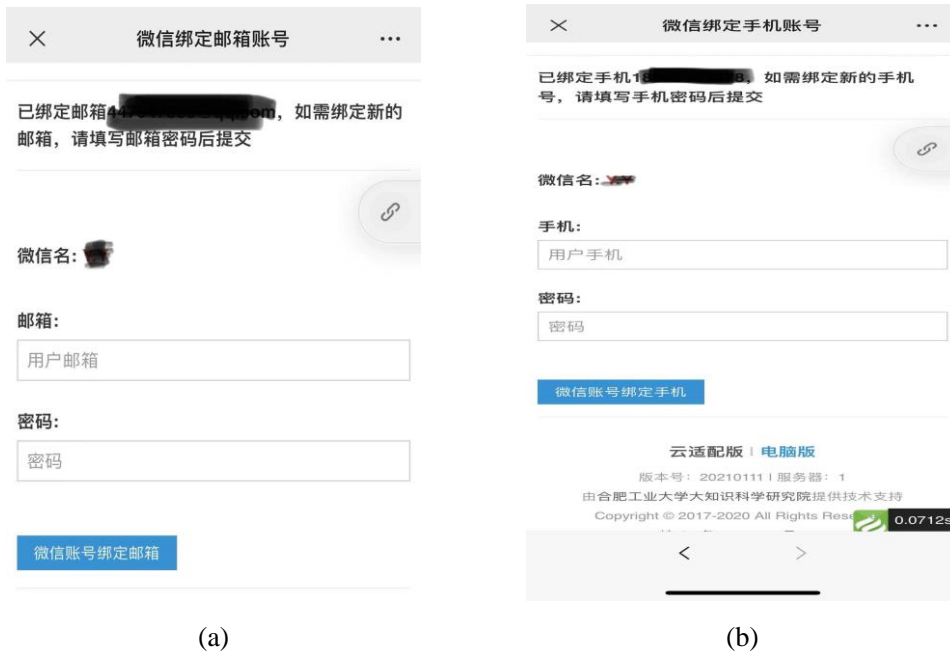 微信绑定邮箱账号
已绑定邮箱 ，如需绑定新的
邮箱，请填写邮箱密码后提交
微信名:
邮箱:
用户邮箱
密码:
密码
微信账号绑定邮箱
(a)
微信绑定手机账号
已绑定手机1 8，如需绑定新的手机
号，请填写手机密码后提交
微信名:
手机:
用户手机
密码:
密码
微信账号绑定手机
云适配版 | 电脑版
版本号: 20210111 | 服务器: 1
由合肥工业大学大知识科学研究院提供技术支持
Copyright © 2017-2020 All Rights
0.0712s
(b)